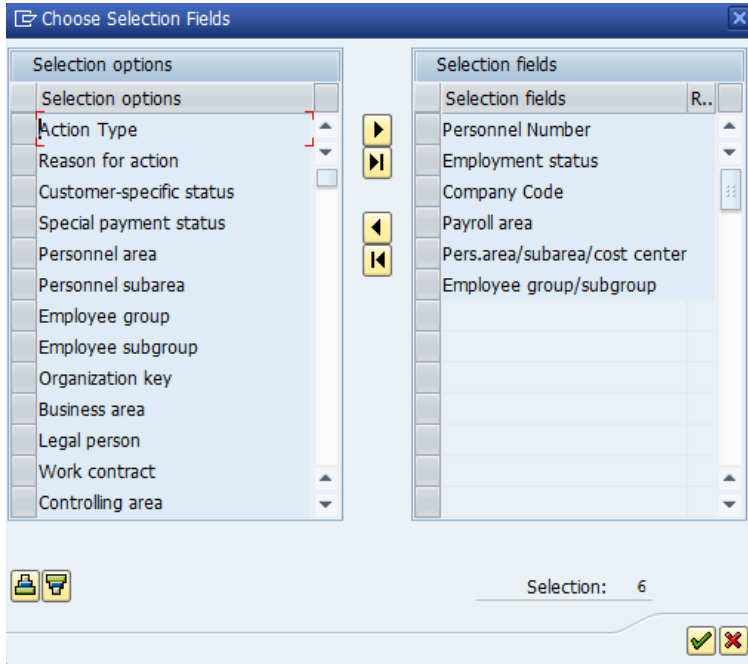 Choose Selection Fields
Selection options
Selection options
Action Type
Reason for action
Customer-specific status
Special payment status
Personnel area
Personnel subarea
Employee group
Employee subgroup
Organization key
Business area
Legal person
Work contract
Controlling area
Selection fields
Selection fields R..
Personnel Number
Employment status
Company Code
Payroll area
Pers.area/subarea/cost center
Employee group/subgroup
Selection: 6